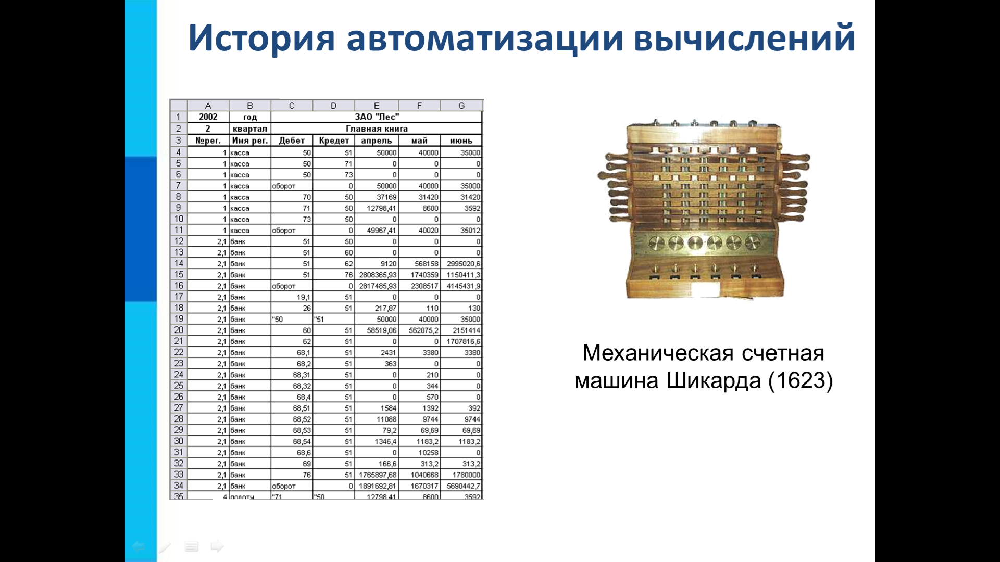 История автоматизации вычислений
A B C D E F G
1 2002 год ЗАО "Лес"
2 2 квартал Главная книга
3 №рег. Имя рег. Дебет Кредет апрель май июнь
4 1 касса 50 51 50000 40000 35000
5 1 касса 50 71 0 0 0
6 1 касса 50 73 0 0 0
7 1 касса оборот 0 50000 40000 35000
8 1 касса 70 50 37169 31420 31420
9 1 касса 71 50 12798,41 8600 3592
10 1 касса 73 50 0 0 0
11 1 касса оборот 0 49967,41 40020 35012
12 2,1 банк 51 50 0 0 0
13 2,1 банк 51 60 0 0 0
14 2,1 банк 51 62 9120 568158 2995020,6
15 2,1 банк 51 76 2808365,93 1740359 1150411,3
16 2,1 банк оборот 0 2817485,93 2308517 4145431,9
17 2,1 банк 19,1 51 0 0 0
18 2,1 банк 26 51 217,87 110 130
19 2,1 банк "50 "51 50000 40000 35000
20 2,1 банк 60 51 58519,06 562075,2 2151414
21 2,1 банк 62 51 0 0 1707816,6
22 2,1 банк 68,1 51 2431 3380 3380
23 2,1 банк 68,2 51 363 0 0
24 2,1 банк 68,31 51 0 210 0
25 2,1 банк 68,32 51 0 344 0
26 2,1 банк 68,4 51 0 570 0
27 2,1 банк 68,51 51 1584 1392 392
28 2,1 банк 68,52 51 11088 9744 9744
29 2,1 банк 68,53 51 79,2 69,69 69,69
30 2,1 банк 68,54 51 1346,4 1183,2 1183,2
31 2,1 банк 68,6 51 0 10258 0
32 2,1 банк 69 51 166,6 313,2 313,2
33 2,1 банк 76 51 1765897,68 1040668 1780000
34 2,1 банк оборот 0 1891692,81 1670317 5690442,7
35 4 подотч "71 "50 12798,41 8600 3592
Механическая счетная
машина Шикарда (1623)